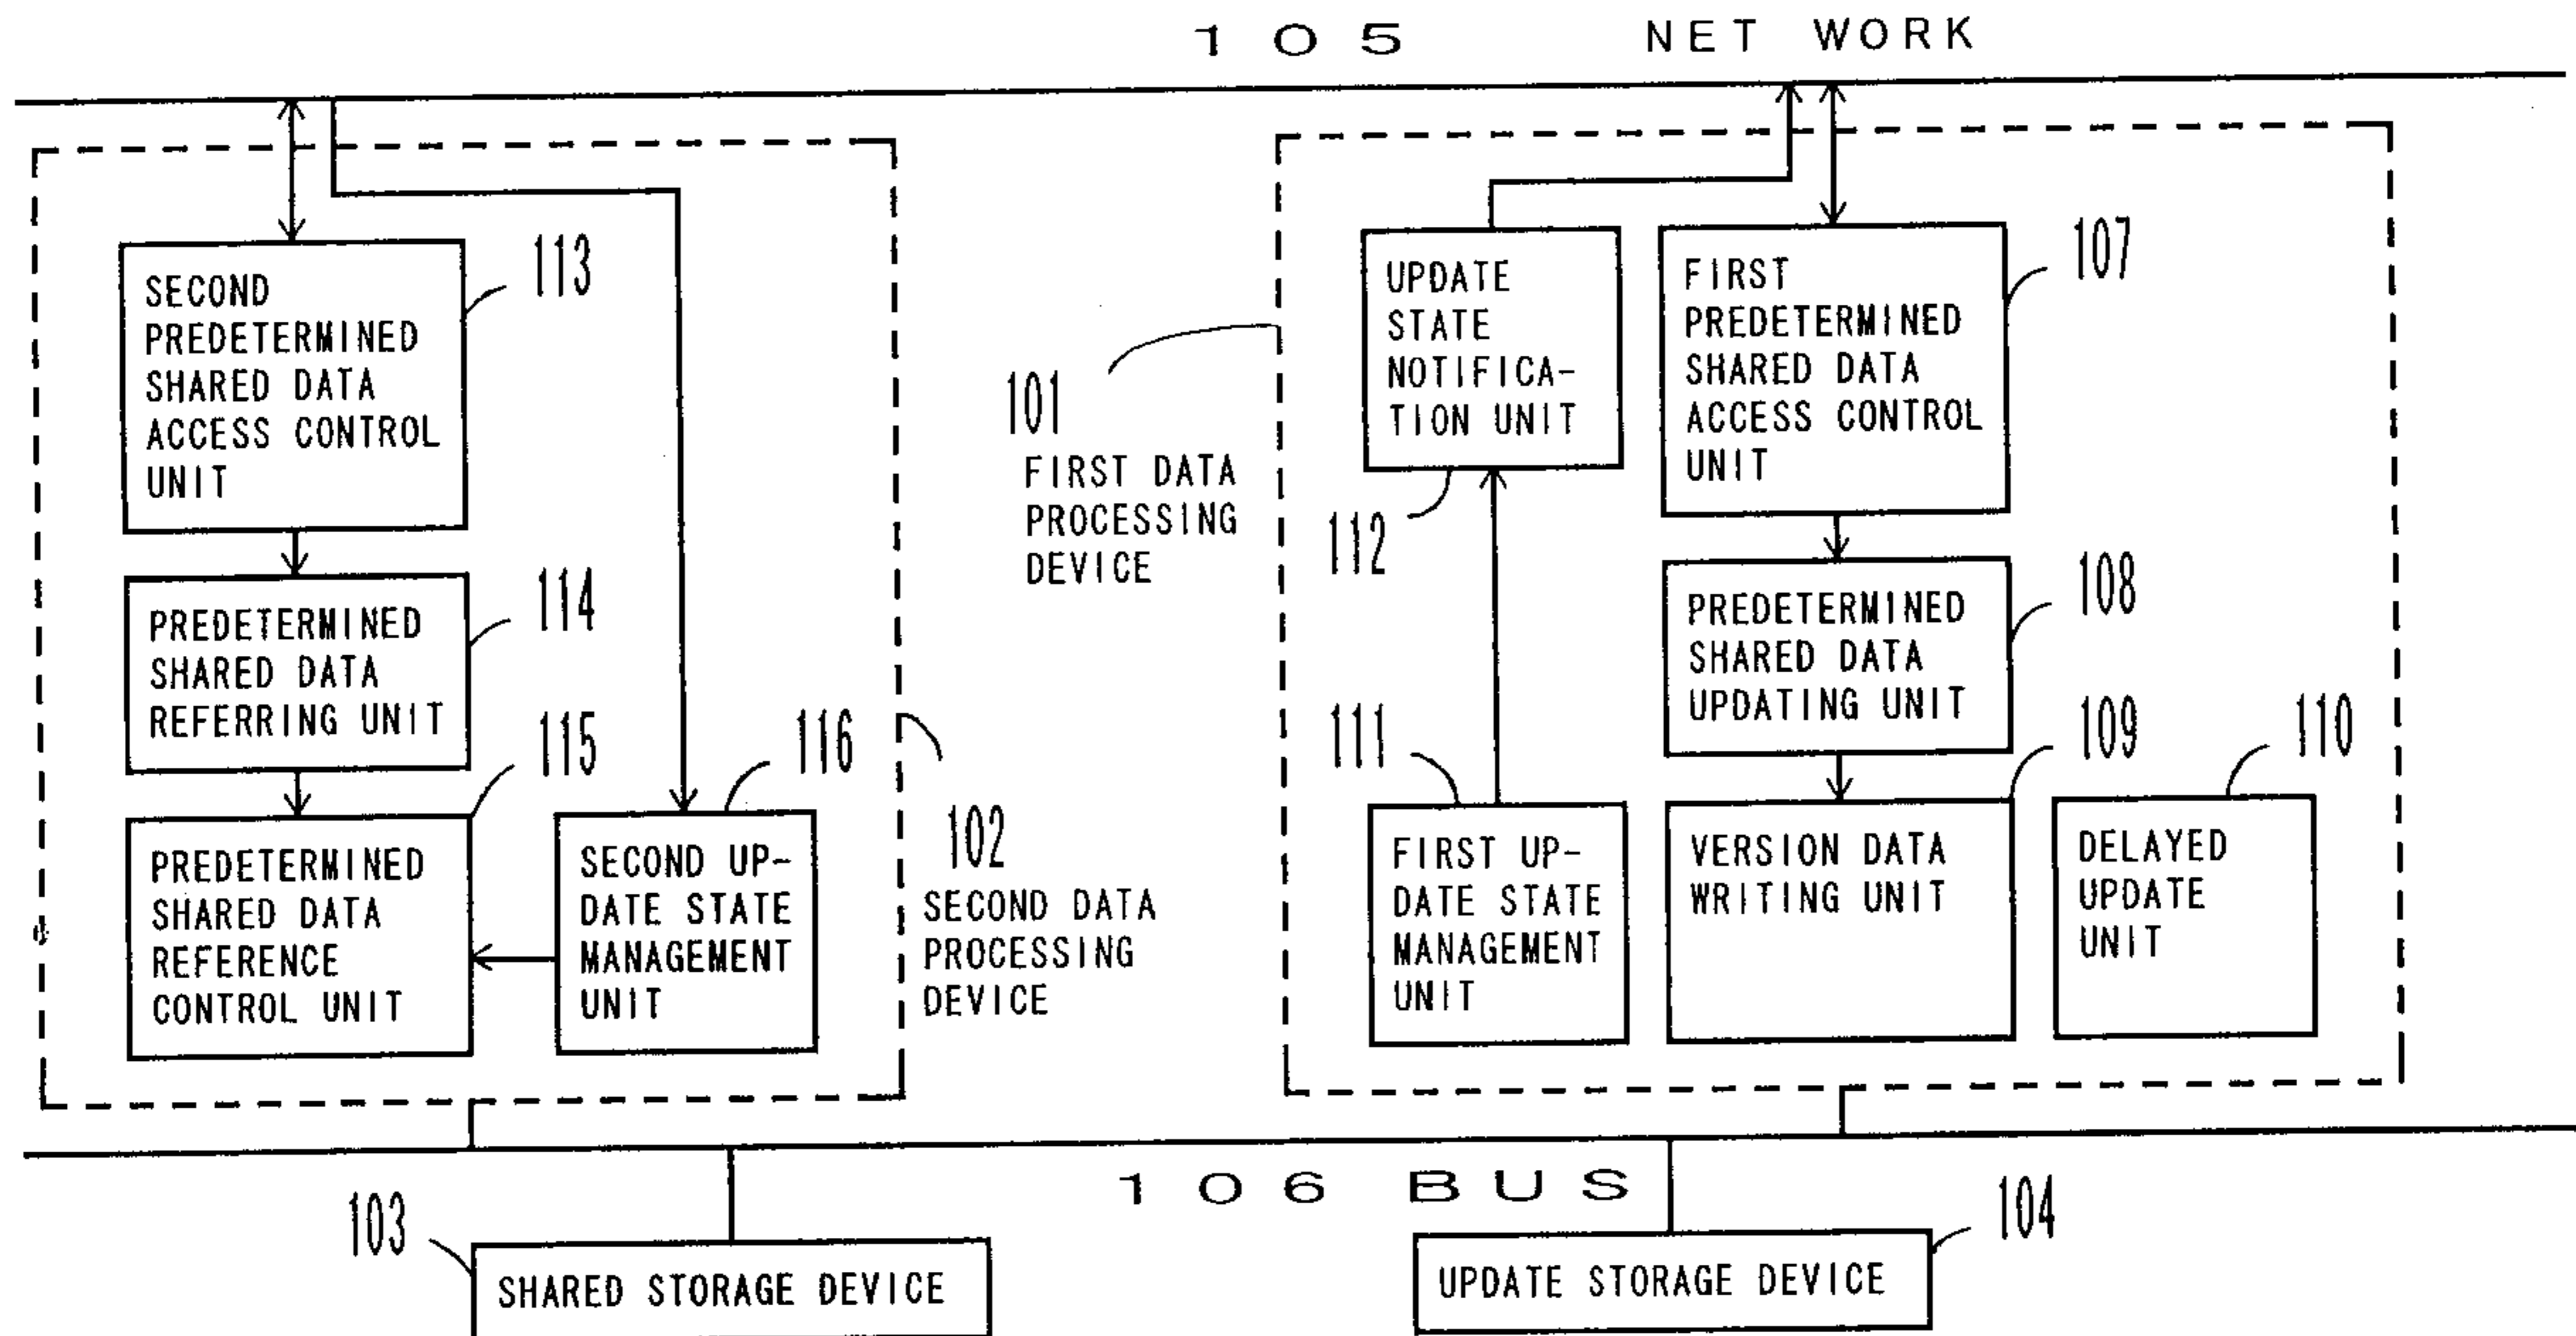 105 NET WORK
113
SECOND
PREDETERMINED
SHARED DATA
ACCESS CONTROL
UNIT
114
PREDETERMINED
SHARED DATA
REFERRING UNIT
115
PREDETERMINED
SHARED DATA
REFERENCE
CONTROL UNIT
116
SECOND UP-
DATE STATE
MANAGEMENT
UNIT
102
SECOND DATA
PROCESSING
DEVICE
101
FIRST DATA
PROCESSING
DEVICE
UPDATE
STATE
NOTIFICA-
TION UNIT
112
FIRST
PREDETERMINED
SHARED DATA
ACCESS CONTROL
UNIT
107
PREDETERMINED
SHARED DATA
UPDATING UNIT
108
111
FIRST UP-
DATE STATE
MANAGEMENT
UNIT
109
VERSION DATA
WRITING UNIT
110
DELAYED
UPDATE
UNIT
106 BUS
103
SHARED STORAGE DEVICE
104
UPDATE STORAGE DEVICE